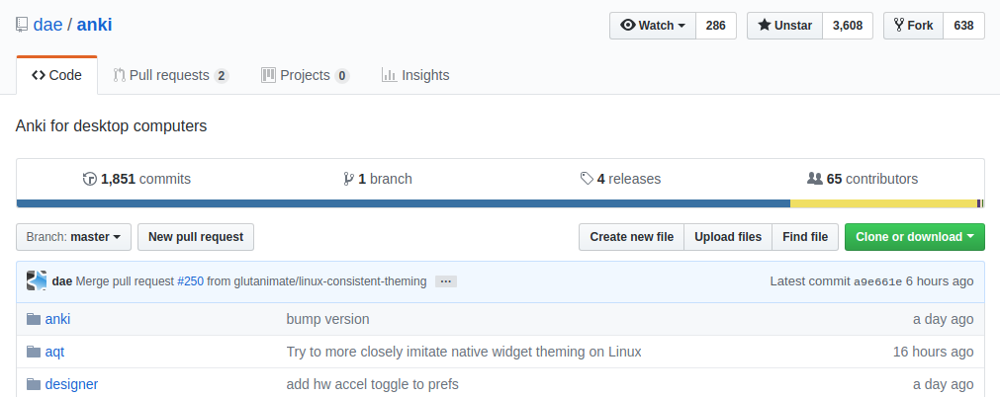 dae / anki Watch 286 Unstar 3,608 Fork 638
Code Pull requests 2 Projects 0 Insights
Anki for desktop computers
1,851 commits 1 branch 4 releases 65 contributors
Branch: master New pull request Create new file Upload files Find file Clone or download
dae Merge pull request #250 from glutanimate/linux-consistent-theming … Latest commit a9e661e 6 hours ago
anki bump version a day ago
aqt Try to more closely imitate native widget theming on Linux 16 hours ago
designer add hw accel toggle to prefs a day ago